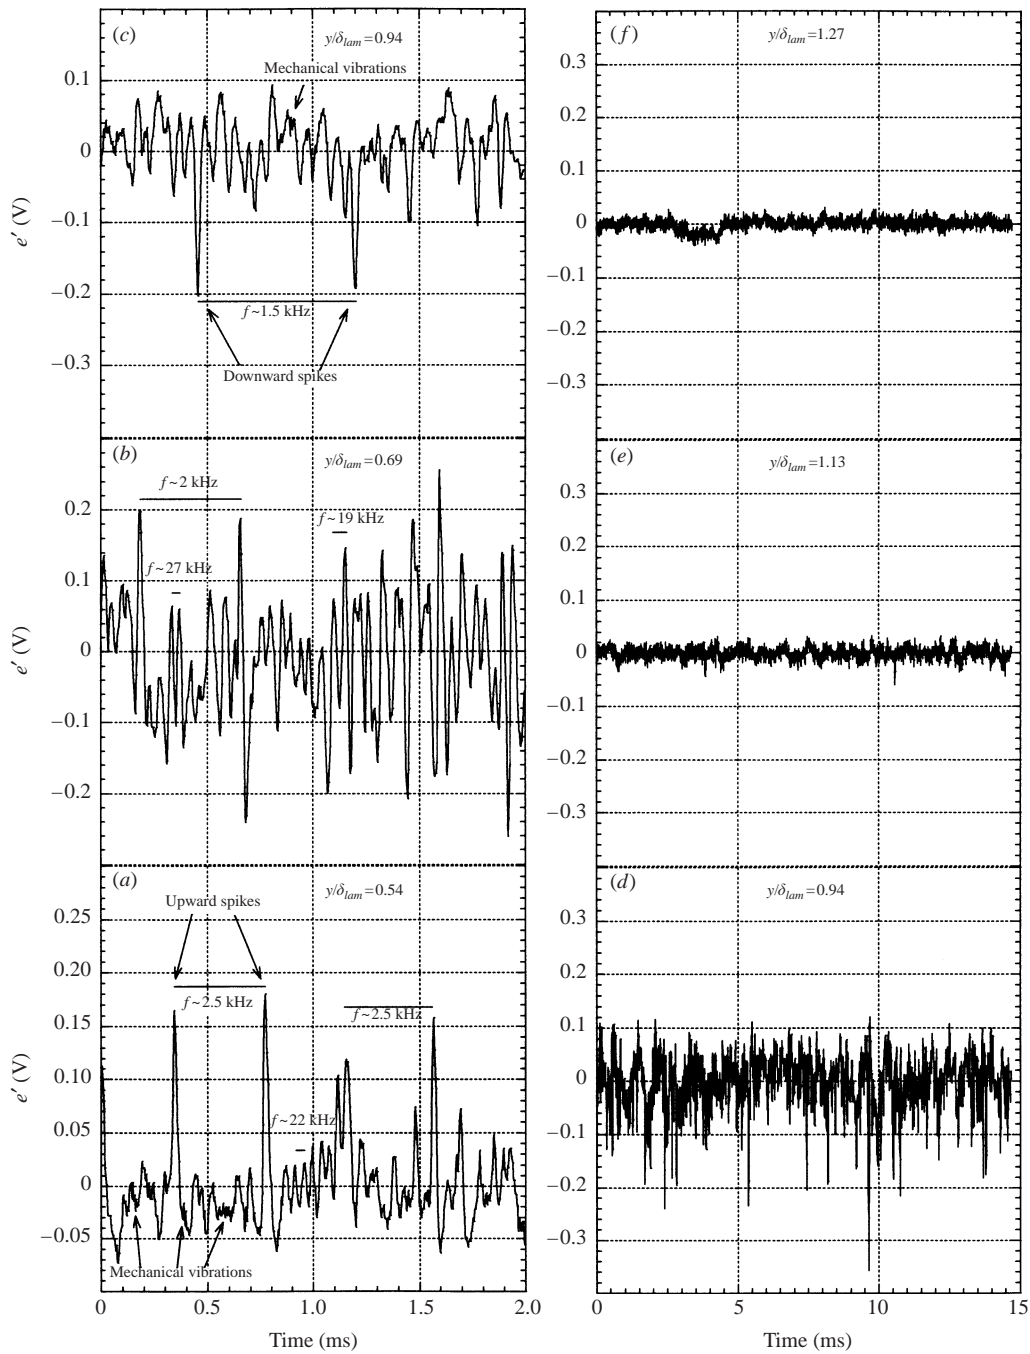 (c)
y/δlam=0.94
Mechanical vibrations
0.1
0
−0.1
−0.2
−0.3
e′ (V)
f~1.5 kHz
Downward spikes
(b)
y/δlam=0.69
f~2 kHz
f~19 kHz
f~27 kHz
0.2
0.1
0
−0.1
−0.2
e′ (V)
(a)
y/δlam=0.54
Upward spikes
f~2.5 kHz
f~2.5 kHz
f~22 kHz
Mechanical vibrations
0.25
0.20
0.15
0.10
0.05
0
−0.05
e′ (V)
0 0.5 1.0 1.5 2.0
Time (ms)
(f)
y/δlam=1.27
0.3
0.2
0.1
0
−0.1
−0.2
−0.3
(e)
y/δlam=1.13
0.3
0.2
0.1
0
−0.1
−0.2
−0.3
(d)
y/δlam=0.94
0.3
0.2
0.1
0
−0.1
−0.2
−0.3
0 5 10 15
Time (ms)